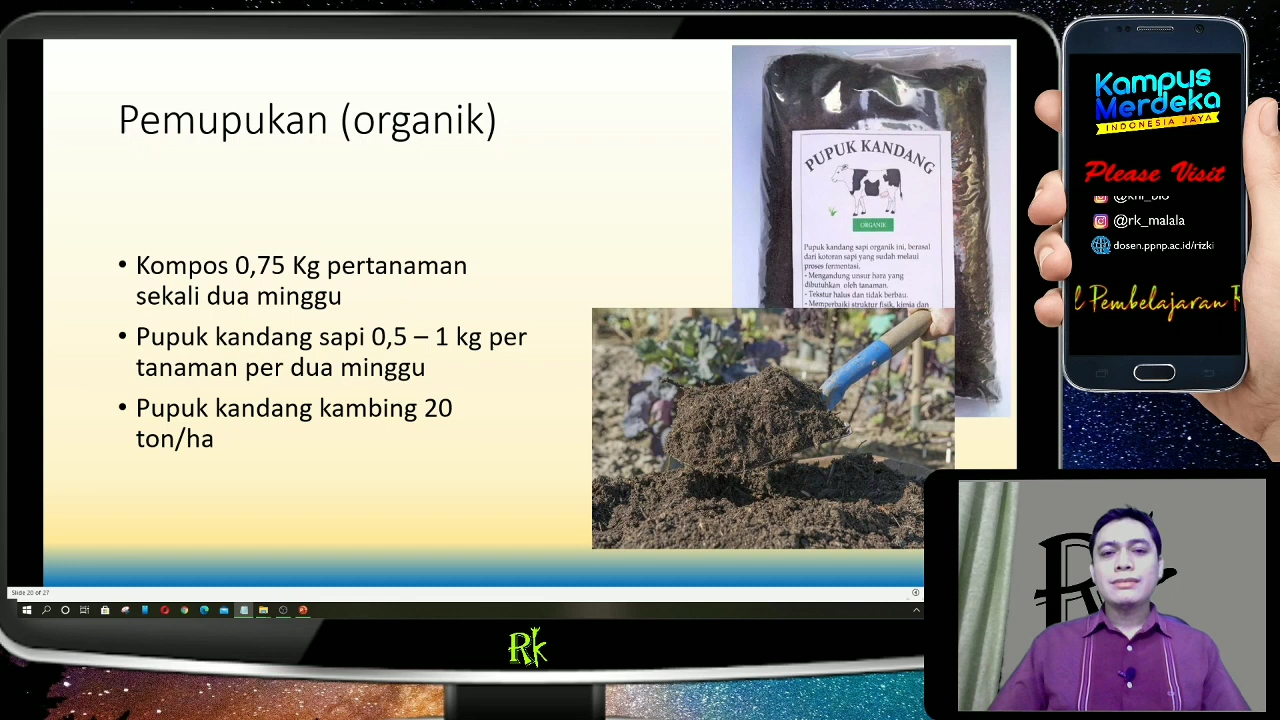 Pemupukan (organik)
• Kompos 0,75 Kg pertanaman
sekali dua minggu
• Pupuk kandang sapi 0,5 – 1 kg per
tanaman per dua minggu
• Pupuk kandang kambing 20
ton/ha
PUPUK KANDANG
ORGANIK
Pupuk kandang sapi organik ini, berasal
dari kotoran sapi yang sudah melaui
proses fermentasi.
- Mengandung unsur hara yang
dibutuhkan oleh tanaman.
- Tekstur halus dan tidak berbau.
- Memperbaiki struktur fisik, kimia dan
Slide 20 of 27
Rk
Kampus
Merdeka
INDONESIA JAYA
Please Visit
@rk_malala
dosen.ppnp.ac.id/rizki
Pembelajaran